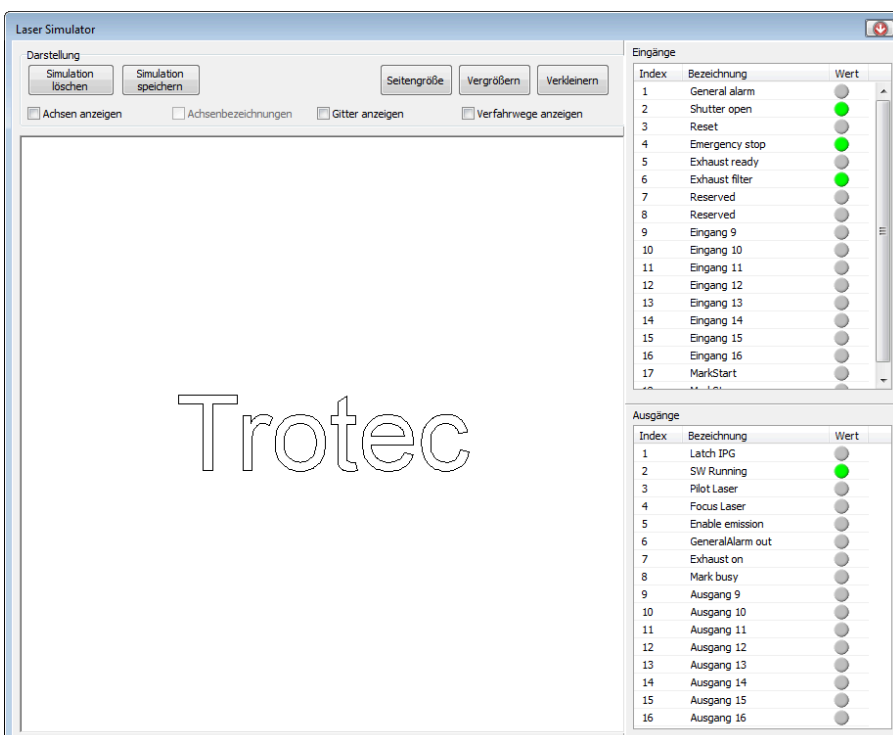 Laser Simulator
Darstellung
Simulation löschen
Simulation speichern
Seitengröße
Vergrößern
Verkleinern
Achsen anzeigen
Achsenbezeichnungen
Gitter anzeigen
Verfahrwege anzeigen
Trotec
Eingänge
Index Bezeichnung Wert
1 General alarm
2 Shutter open
3 Reset
4 Emergency stop
5 Exhaust ready
6 Exhaust filter
7 Reserved
8 Reserved
9 Eingang 9
10 Eingang 10
11 Eingang 11
12 Eingang 12
13 Eingang 13
14 Eingang 14
15 Eingang 15
16 Eingang 16
17 MarkStart
Ausgänge
Index Bezeichnung Wert
1 Latch IPG
2 SW Running
3 Pilot Laser
4 Focus Laser
5 Enable emission
6 GeneralAlarm out
7 Exhaust on
8 Mark busy
9 Ausgang 9
10 Ausgang 10
11 Ausgang 11
12 Ausgang 12
13 Ausgang 13
14 Ausgang 14
15 Ausgang 15
16 Ausgang 16